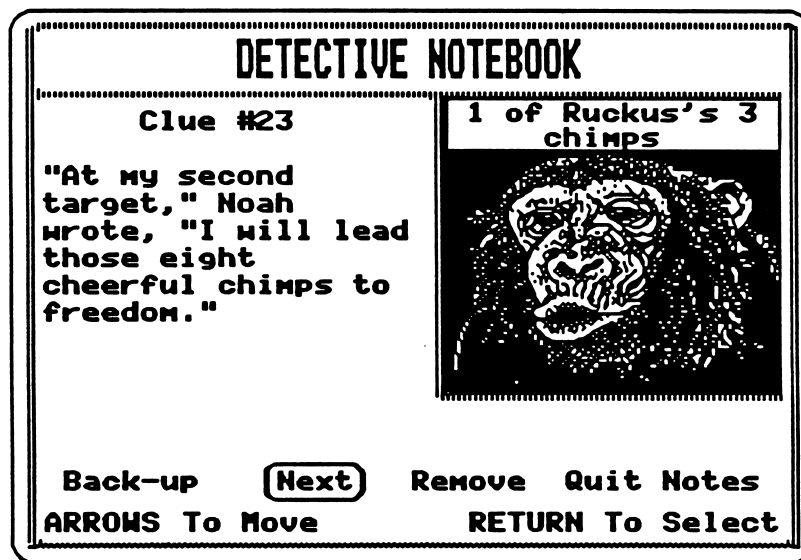 DETECTIVE NOTEBOOK
Clue #23
"At my second
target," Noah
wrote, "I will lead
those eight
cheerful chimps to
freedom."
1 of Ruckus's 3
chimps
Back-up Next Remove Quit Notes
ARROWS To Move RETURN To Select